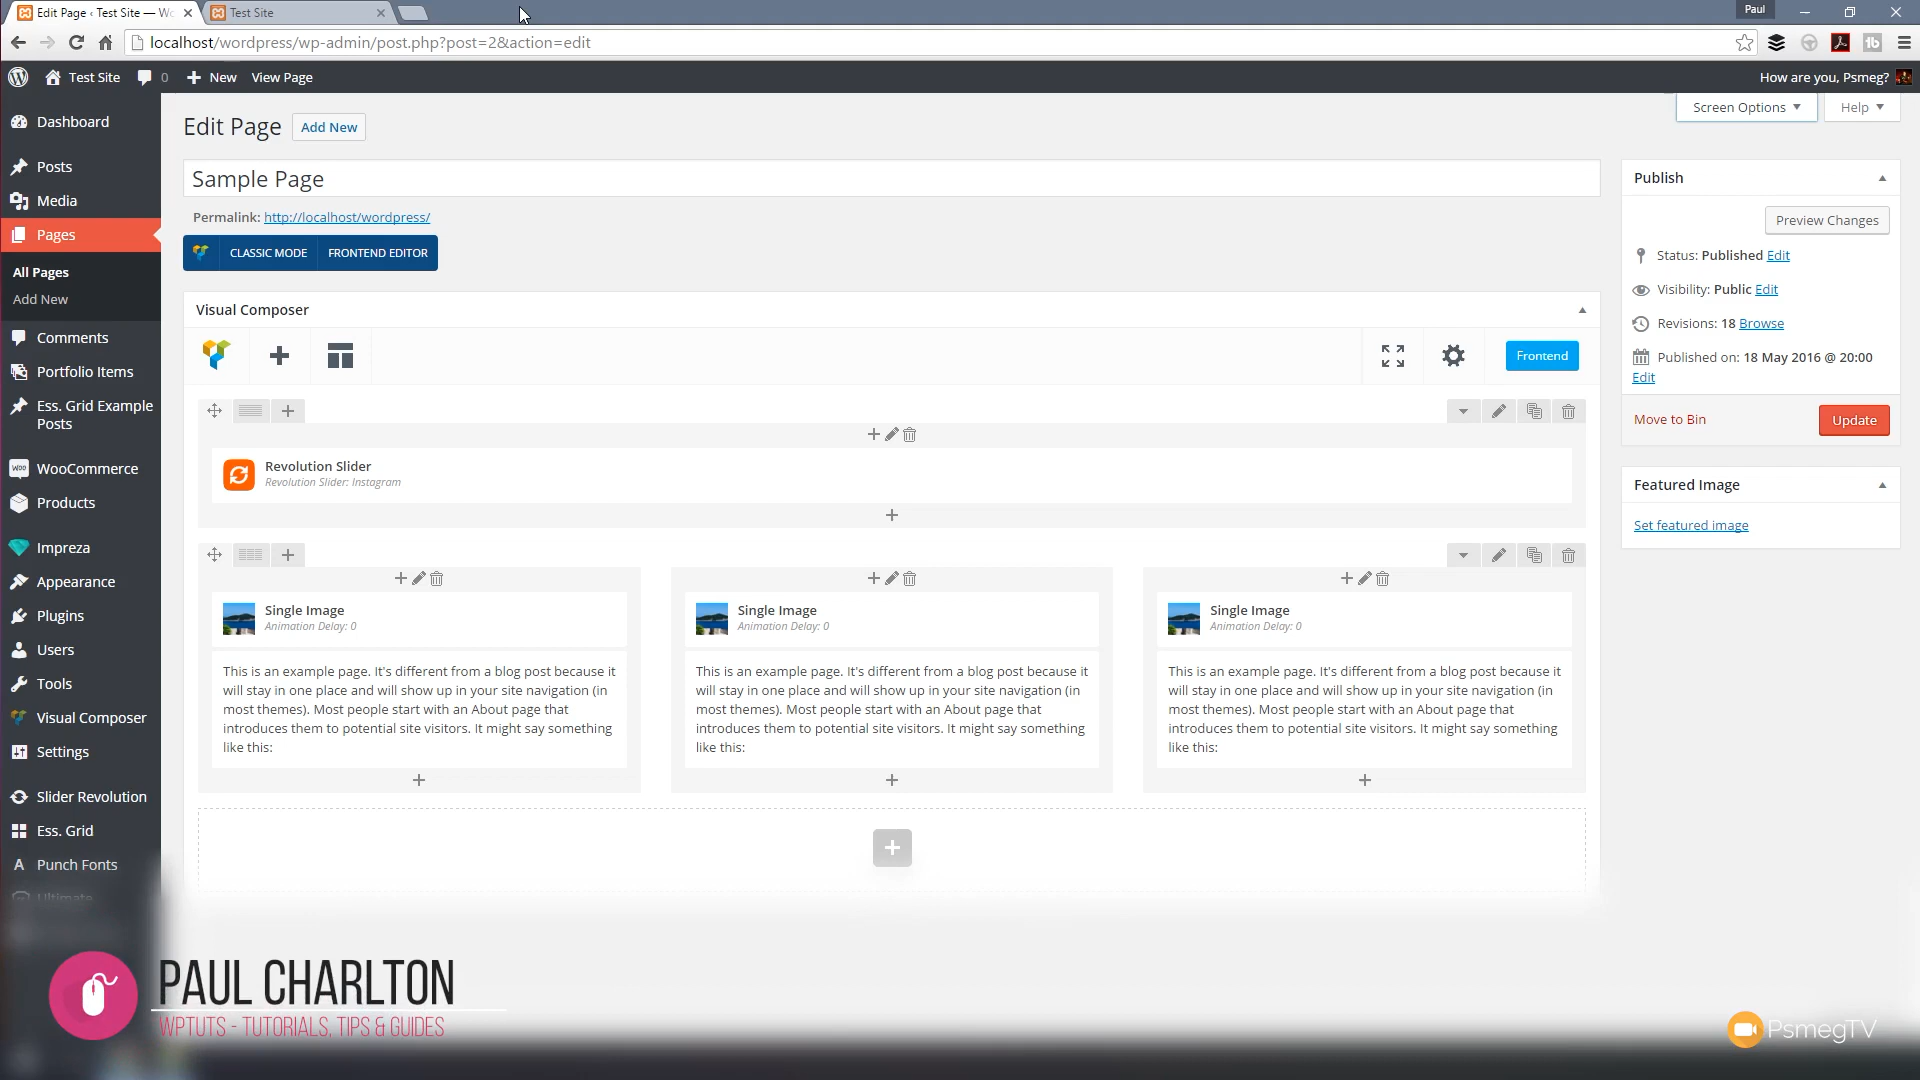 Edit Page ‹ Test Site — Wo
Test Site
Paul
localhost/wordpress/wp-admin/post.php?post=2&action=edit
Test Site
0
New
View Page
How are you, Psmeg?
Dashboard
Posts
Media
Pages
All Pages
Add New
Comments
Portfolio Items
Ess. Grid Example
Posts
WooCommerce
Products
Impreza
Appearance
Plugins
Users
Tools
Visual Composer
Settings
Slider Revolution
Ess. Grid
Punch Fonts
Ultimate
Screen Options
Help
Edit Page
Add New
Sample Page
Permalink: http://localhost/wordpress/
CLASSIC MODE
FRONTEND EDITOR
Visual Composer
Frontend
Revolution Slider
Revolution Slider: Instagram
Single Image
Animation Delay: 0
This is an example page. It's different from a blog post because it
will stay in one place and will show up in your site navigation (in
most themes). Most people start with an About page that
introduces them to potential site visitors. It might say something
like this:
Single Image
Animation Delay: 0
This is an example page. It's different from a blog post because it
will stay in one place and will show up in your site navigation (in
most themes). Most people start with an About page that
introduces them to potential site visitors. It might say something
like this:
Single Image
Animation Delay: 0
This is an example page. It's different from a blog post because it
will stay in one place and will show up in your site navigation (in
most themes). Most people start with an About page that
introduces them to potential site visitors. It might say something
like this:
Publish
Preview Changes
Status: Published Edit
Visibility: Public Edit
Revisions: 18 Browse
Published on: 18 May 2016 @ 20:00
Edit
Move to Bin
Update
Featured Image
Set featured image
PAUL CHARLTON
WPTUTS - TUTORIALS, TIPS & GUIDES
PsmegTV